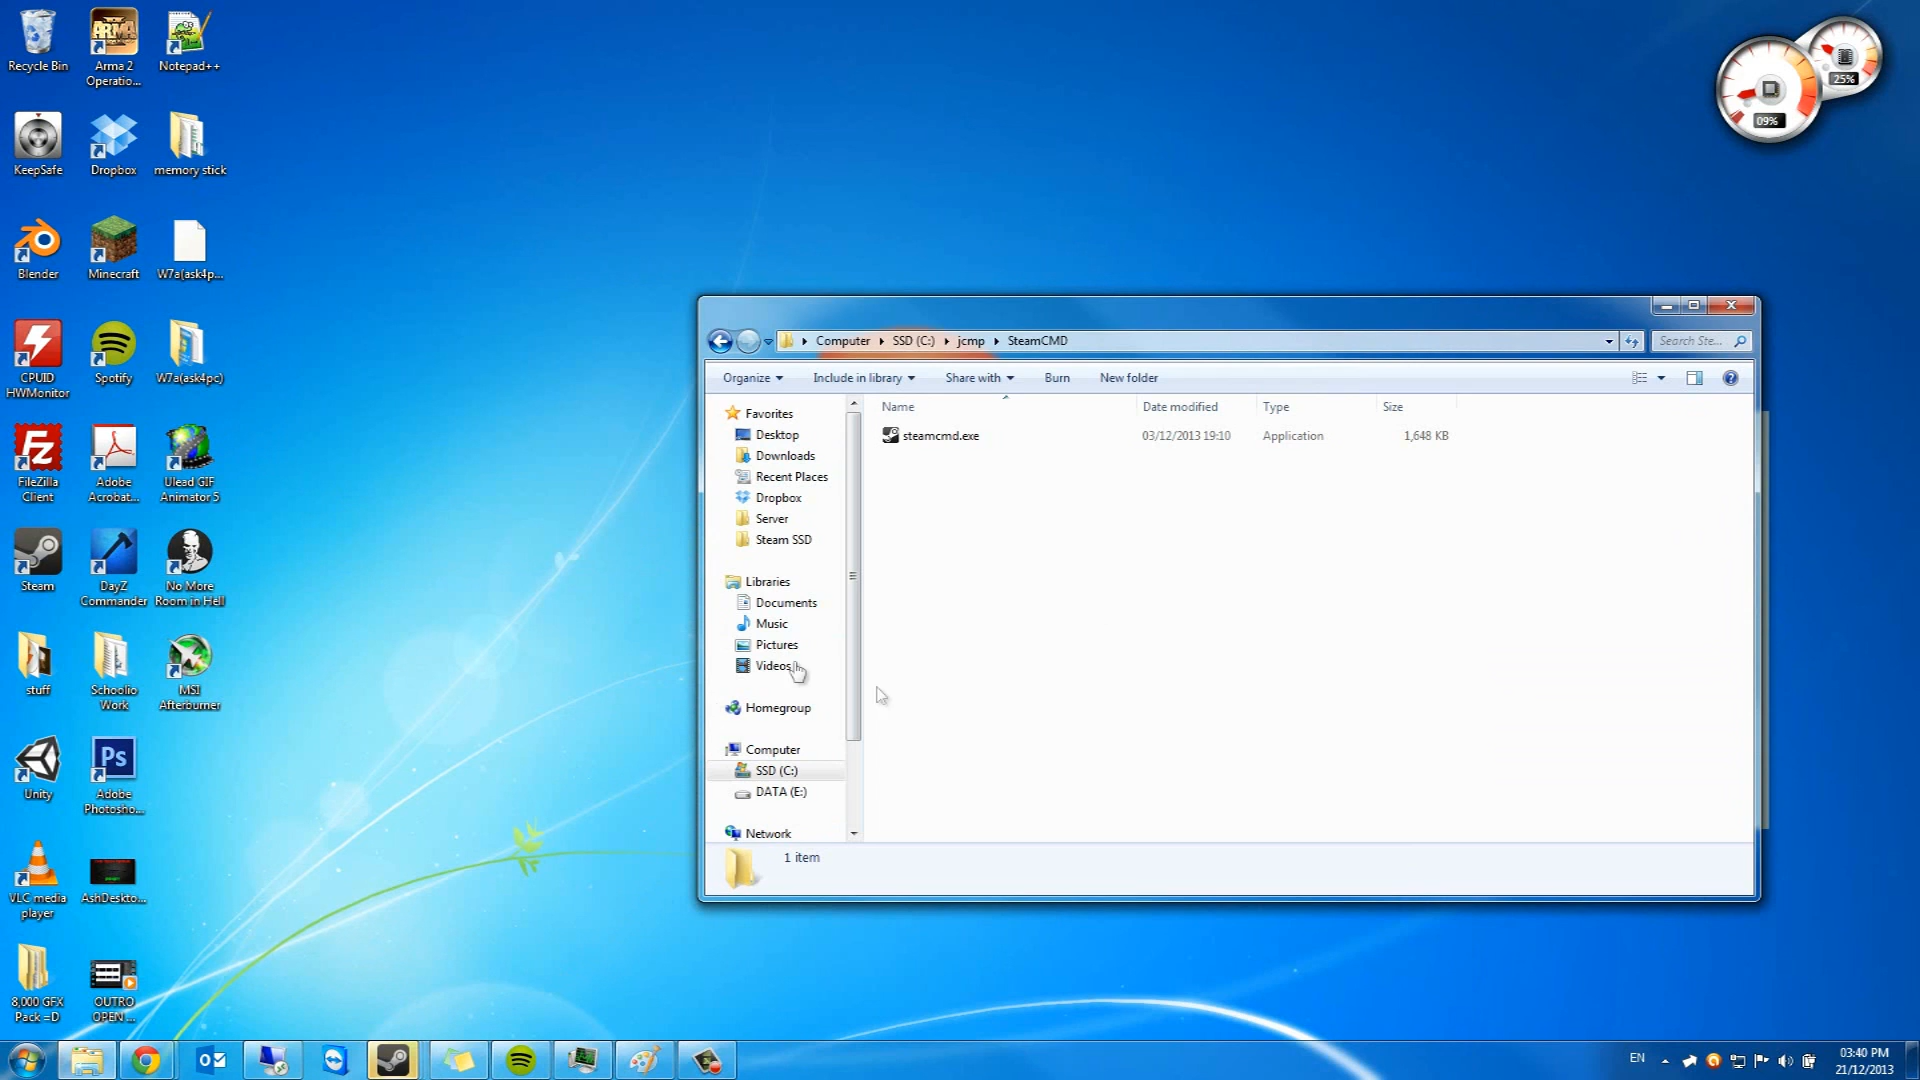 Recycle Bin
Arma 2
Operatio...
Notepad++
KeepSafe
Dropbox
memory stick
Blender
Minecraft
W7a(ask4p...
CPUID
HWMonitor
Spotify
W7a(ask4pc)
FileZilla
Client
Adobe
Acrobat...
Ulead GIF
Animator 5
Steam
DayZ
Commander
No More
Room in Hell
stuff
Schoolio
Work
MSI
Afterburner
Unity
Adobe
Photosho...
VLC media
player
AshDeskto...
8,000 GFX
Pack =D
OUTRO
OPEN ...
25%
09%
Computer
SSD (C:)
jcmp
SteamCMD
Search Ste...
Organize
Include in library
Share with
Burn
New folder
Name
Date modified
Type
Size
steamcmd.exe
03/12/2013 19:10
Application
1,648 KB
Favorites
Desktop
Downloads
Recent Places
Dropbox
Server
Steam SSD
Libraries
Documents
Music
Pictures
Videos
Homegroup
Computer
SSD (C:)
DATA (E:)
Network
1 item
EN
03:40 PM
21/12/2013